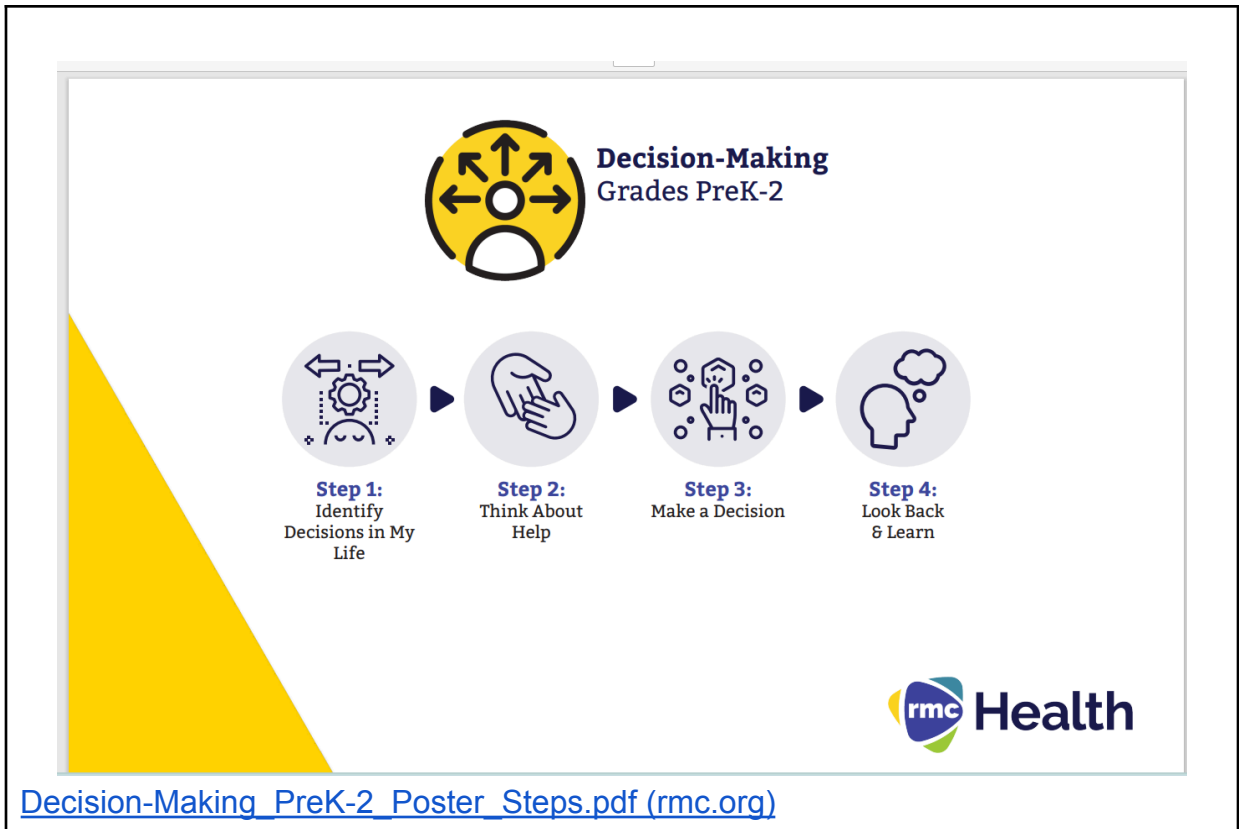 Decision-Making
Grades PreK-2
Step 1:
Identify
Decisions in My
Life
Step 2:
Think About
Help
Step 3:
Make a Decision
Step 4:
Look Back
& Learn
rmc Health
Decision-Making_PreK-2_Poster_Steps.pdf (rmc.org)